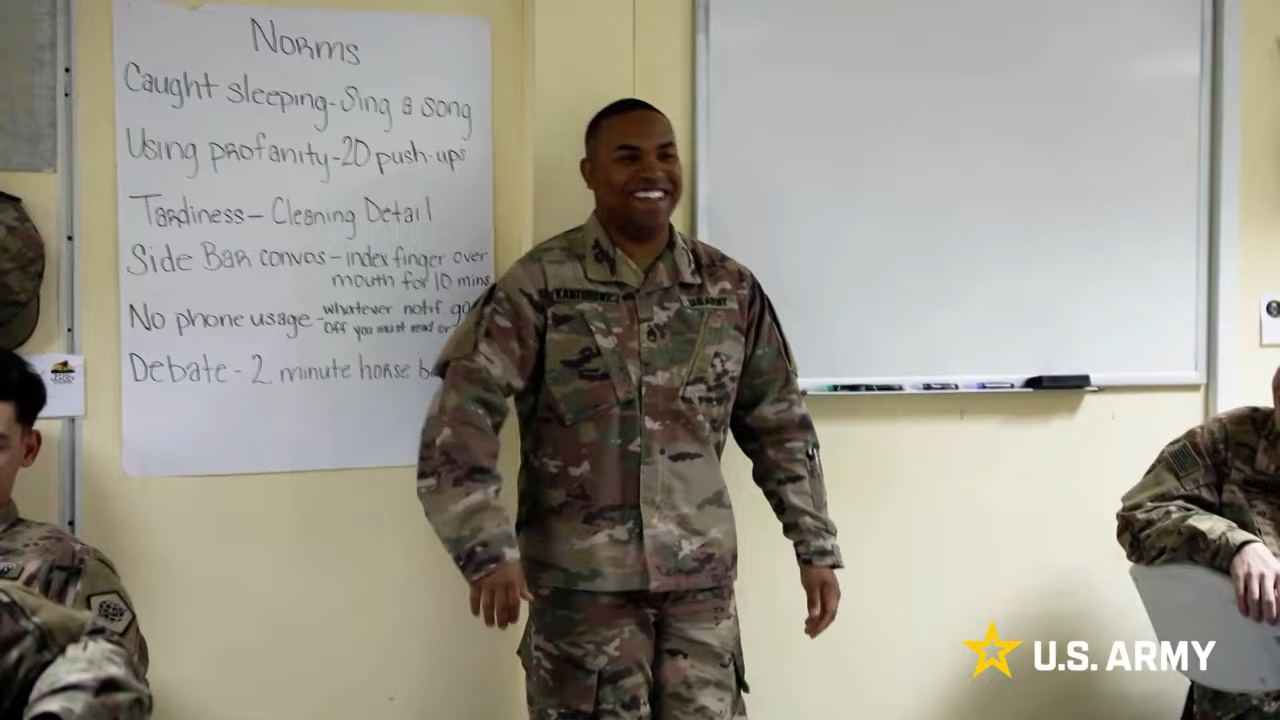 Norms
Caught sleeping-Sing a song
Using profanity-20 push-ups
Tardiness - Cleaning Detail
Side Bar convos - index finger over
mouth for 10 mins
No phone usage - whatever notif. go
off you must read or
Debate - 2 minute horse b
U.S. ARMY
U.S. ARMY